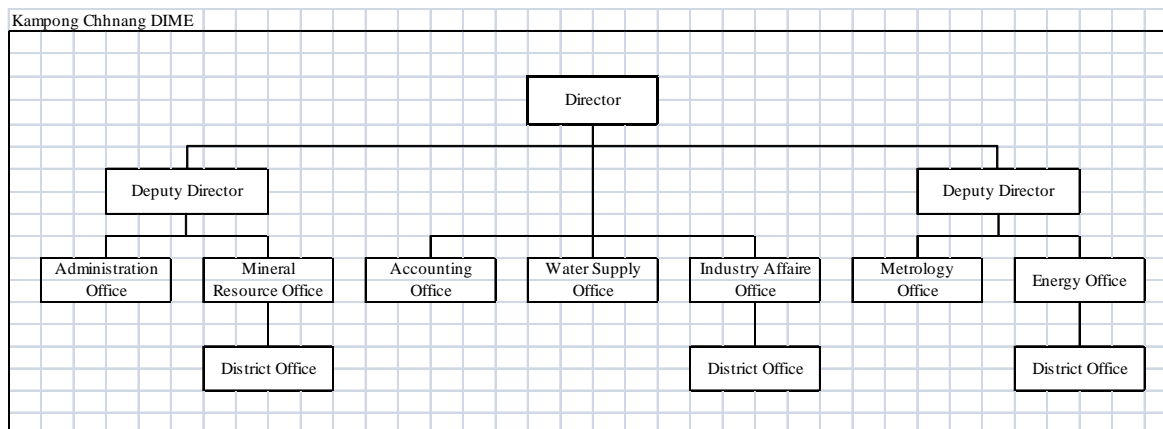 Kampong Chhnang DIME
Director
Deputy Director
Deputy Director
Administration
Office
Mineral
Resource Office
Accounting
Office
Water Supply
Office
Industry Affaire
Office
Metrology
Office
Energy Office
District Office
District Office
District Office